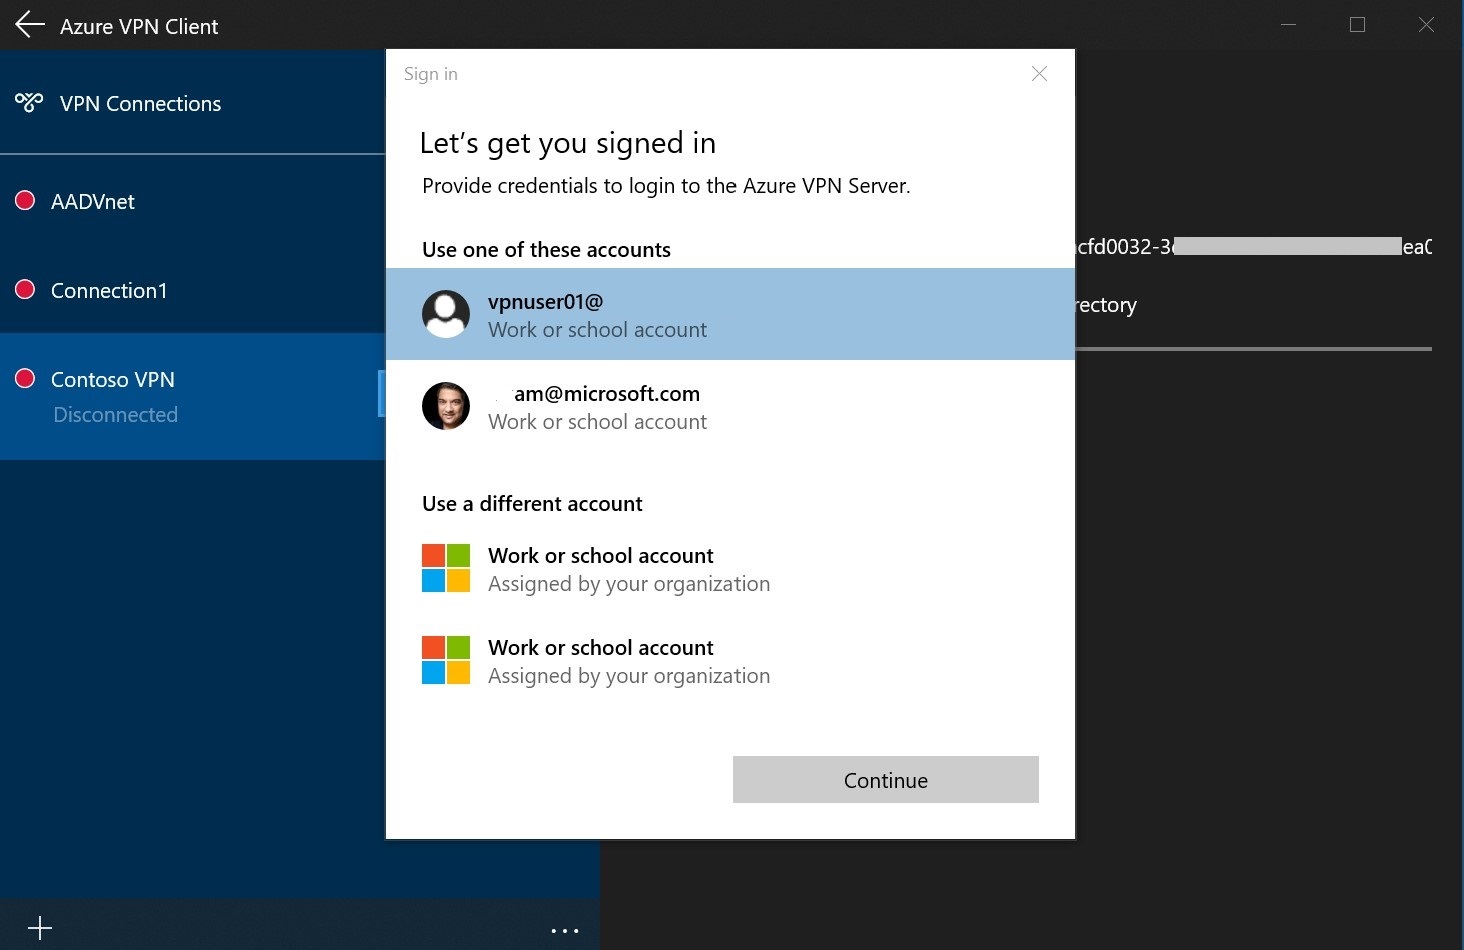 Azure VPN Client
VPN Connections
AADVnet
Connection1
Contoso VPN
Disconnected
Sign in
Let's get you signed in
Provide credentials to login to the Azure VPN Server.
Use one of these accounts
vpnuser01@
Work or school account
am@microsoft.com
Work or school account
Use a different account
Work or school account
Assigned by your organization
Work or school account
Assigned by your organization
Continue
cfd0032-3
ea0
rectory